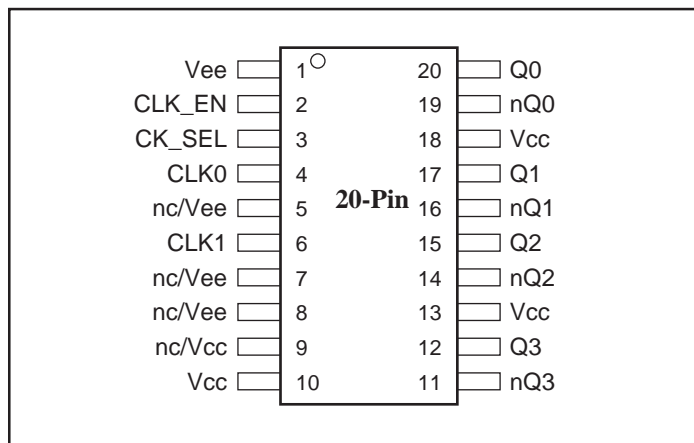 Vee 1 20 Q0
CLK_EN 2 19 nQ0
CK_SEL 3 18 Vcc
CLK0 4 17 Q1
nc/Vee 5 20-Pin 16 nQ1
CLK1 6 15 Q2
nc/Vee 7 14 nQ2
nc/Vee 8 13 Vcc
nc/Vcc 9 12 Q3
Vcc 10 11 nQ3